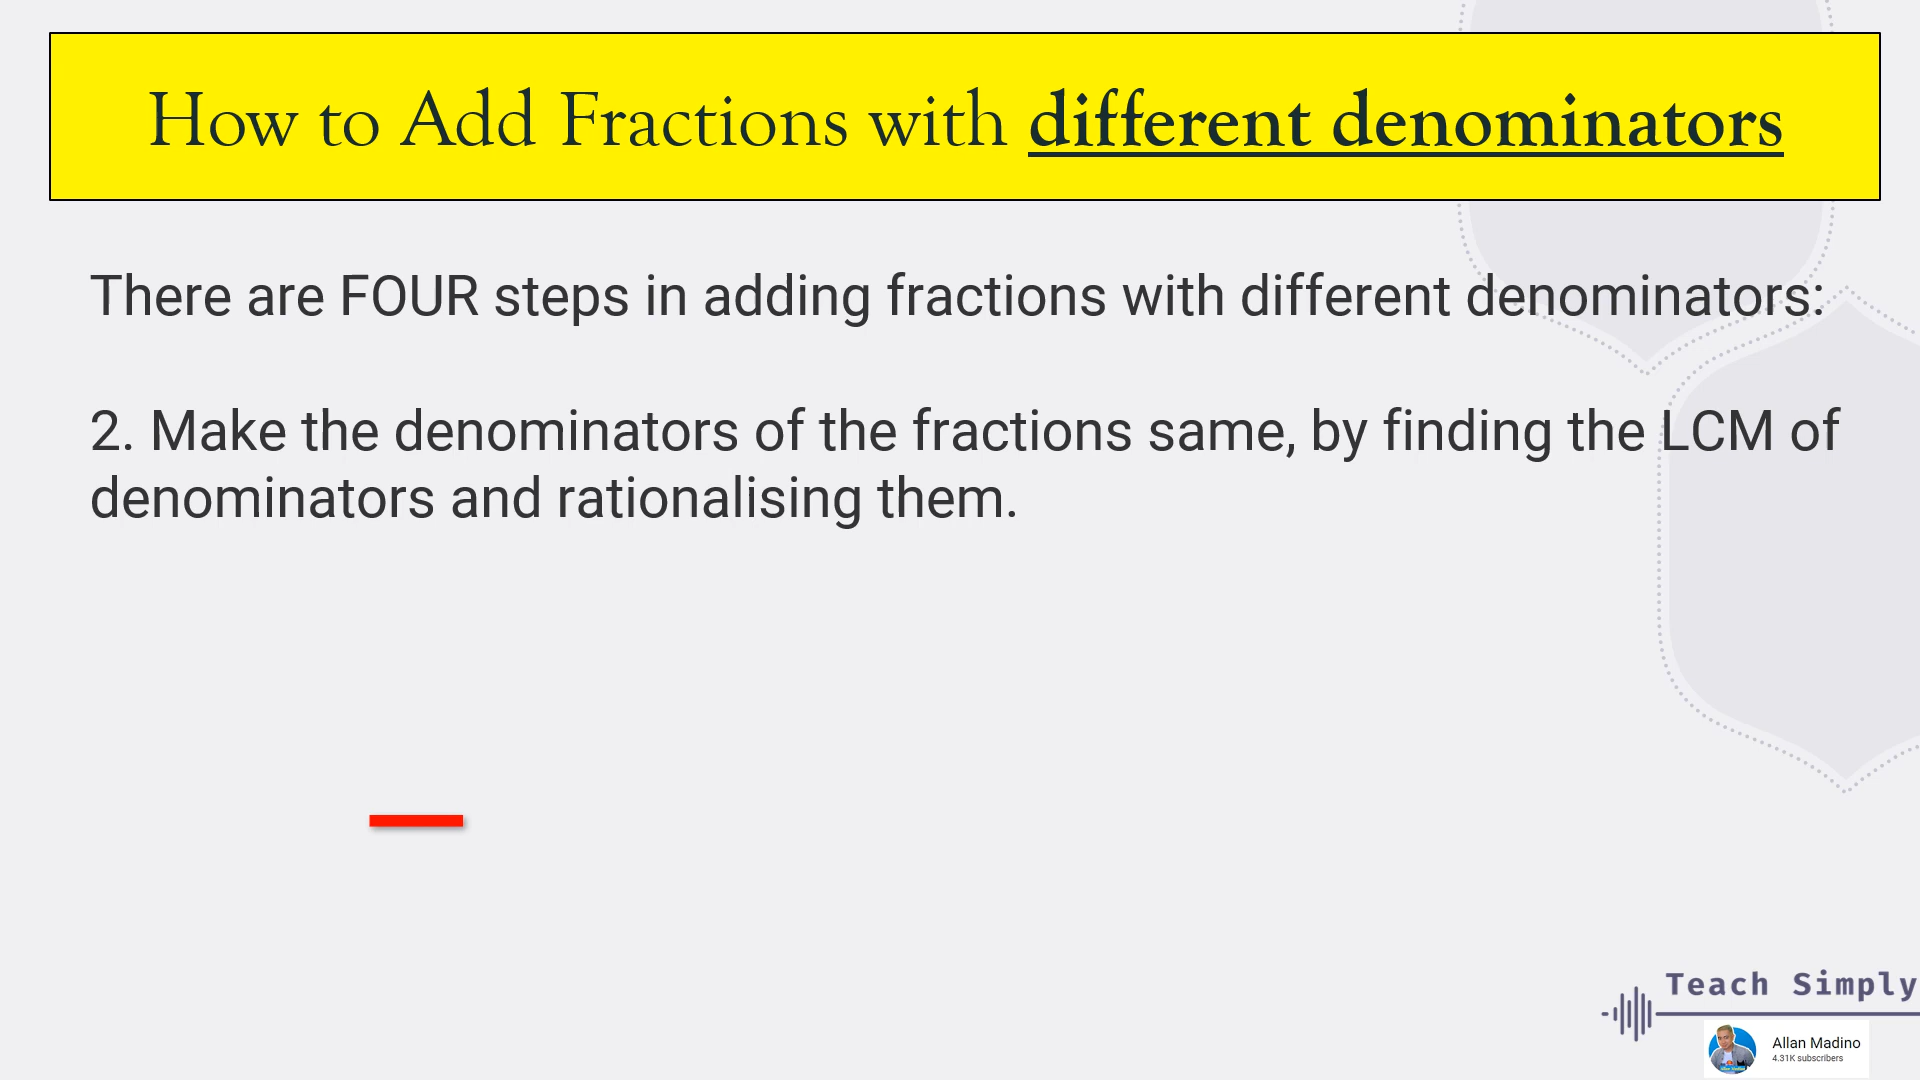 How to Add Fractions with different denominators
There are FOUR steps in adding fractions with different denominators:
2. Make the denominators of the fractions same, by finding the LCM of
denominators and rationalising them.
Teach Simply
Allan Madino
4.31K subscribers